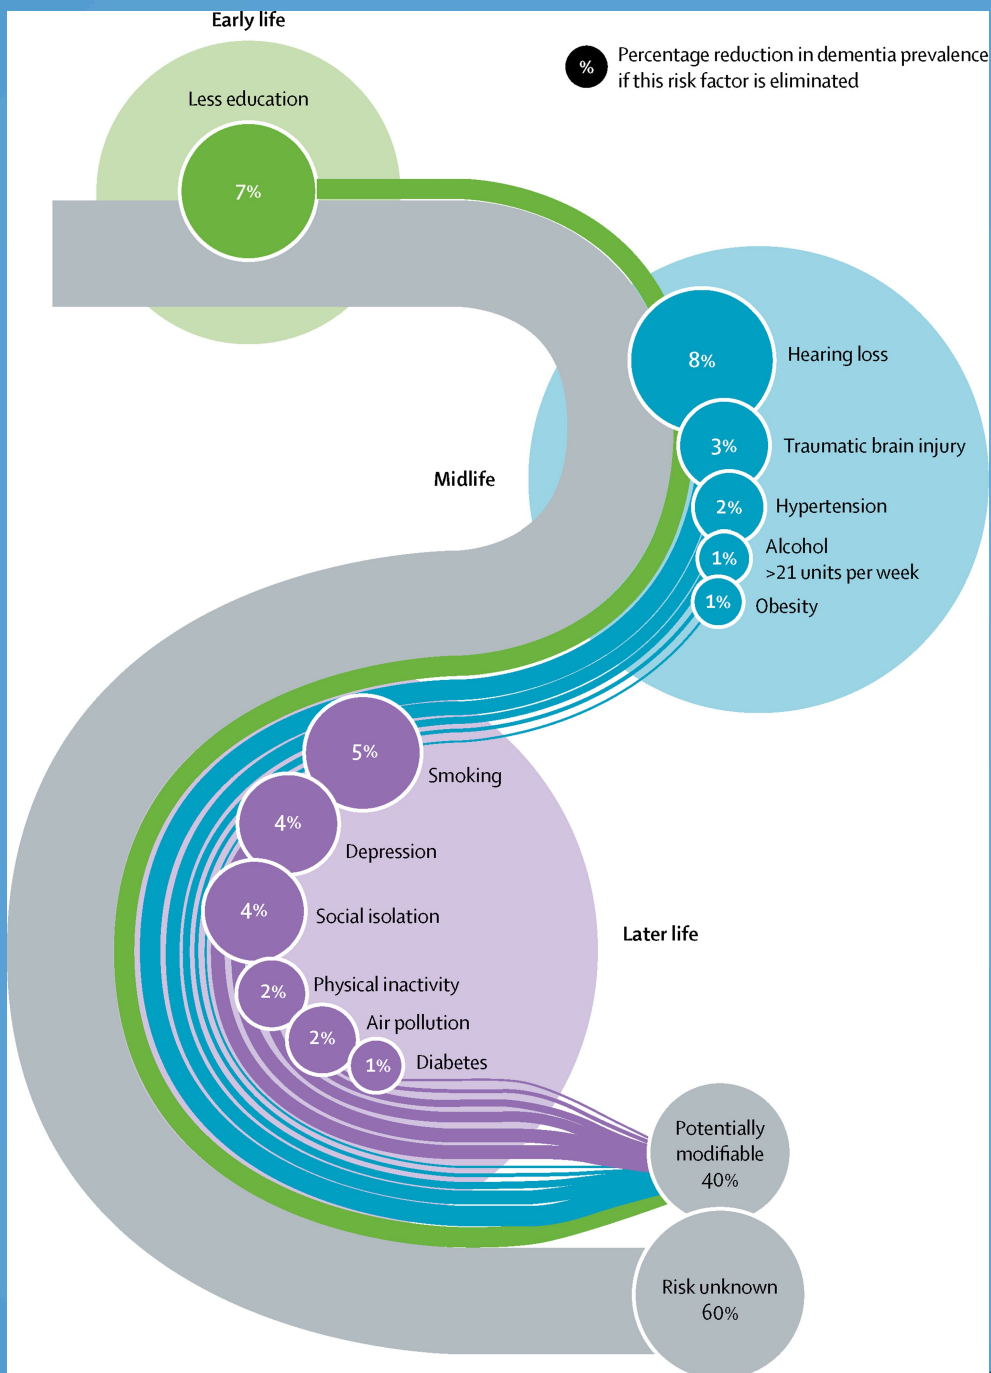 Early life
% Percentage reduction in dementia prevalence
if this risk factor is eliminated
Less education
7%
8% Hearing loss
3% Traumatic brain injury
Midlife
2% Hypertension
1% Alcohol
>21 units per week
1% Obesity
5% Smoking
4% Depression
4% Social isolation
Later life
2% Physical inactivity
2% Air pollution
1% Diabetes
Potentially
modifiable
40%
Risk unknown
60%